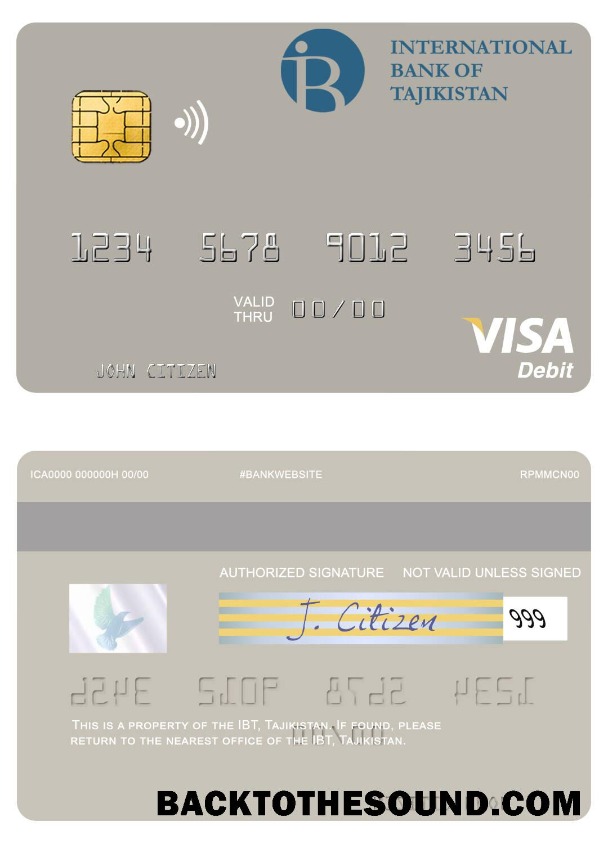 INTERNATIONAL
BANK OF
TAJIKISTAN
1234 5678 9012 3456
VALID
THRU 00/00
VISA
Debit
JOHN CITIZEN
ICA0000 000000H 00/00 #BANKWEBSITE RPMMCN00
AUTHORIZED SIGNATURE NOT VALID UNLESS SIGNED
J. Citizen 999
THIS IS A PROPERTY OF THE IBT, TAJIKISTAN. IF FOUND, PLEASE
RETURN TO THE NEAREST OFFICE OF THE IBT, TAJIKISTAN.
BACKTOTHESOUND.COM